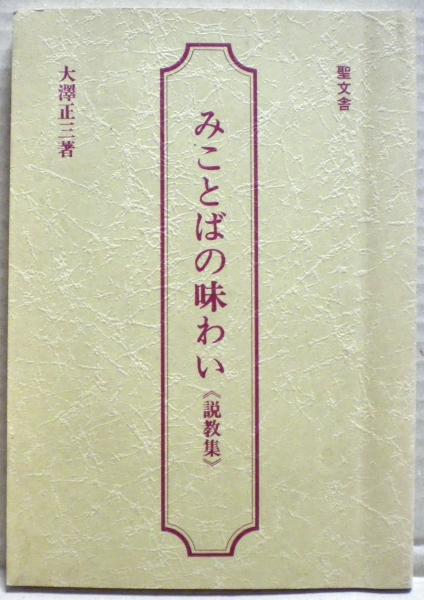 聖文舎
みことばの味わい《説教集》
大澤正三著